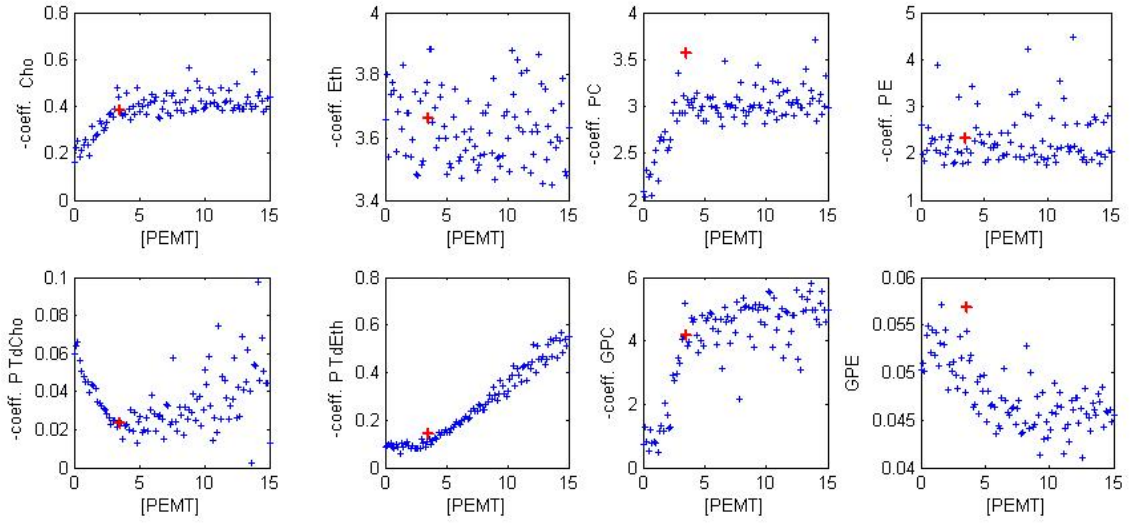 -coeff. Cho
0.8
0.6
0.4
0.2
0
0 5 10 15
[PEMT]
-coeff. Eth
4
3.8
3.6
3.4
0 5 10 15
[PEMT]
-coeff. PC
4
3.5
3
2.5
2
0 5 10 15
[PEMT]
-coeff. PE
5
4
3
2
1
0 5 10 15
[PEMT]
-coeff. PTdCho
0.1
0.08
0.06
0.04
0.02
0
0 5 10 15
[PEMT]
-coeff. PTdEth
0.8
0.6
0.4
0.2
0
0 5 10 15
[PEMT]
-coeff. GPC
6
4
2
0
0 5 10 15
[PEMT]
GPE
0.06
0.055
0.05
0.045
0.04
0 5 10 15
[PEMT]